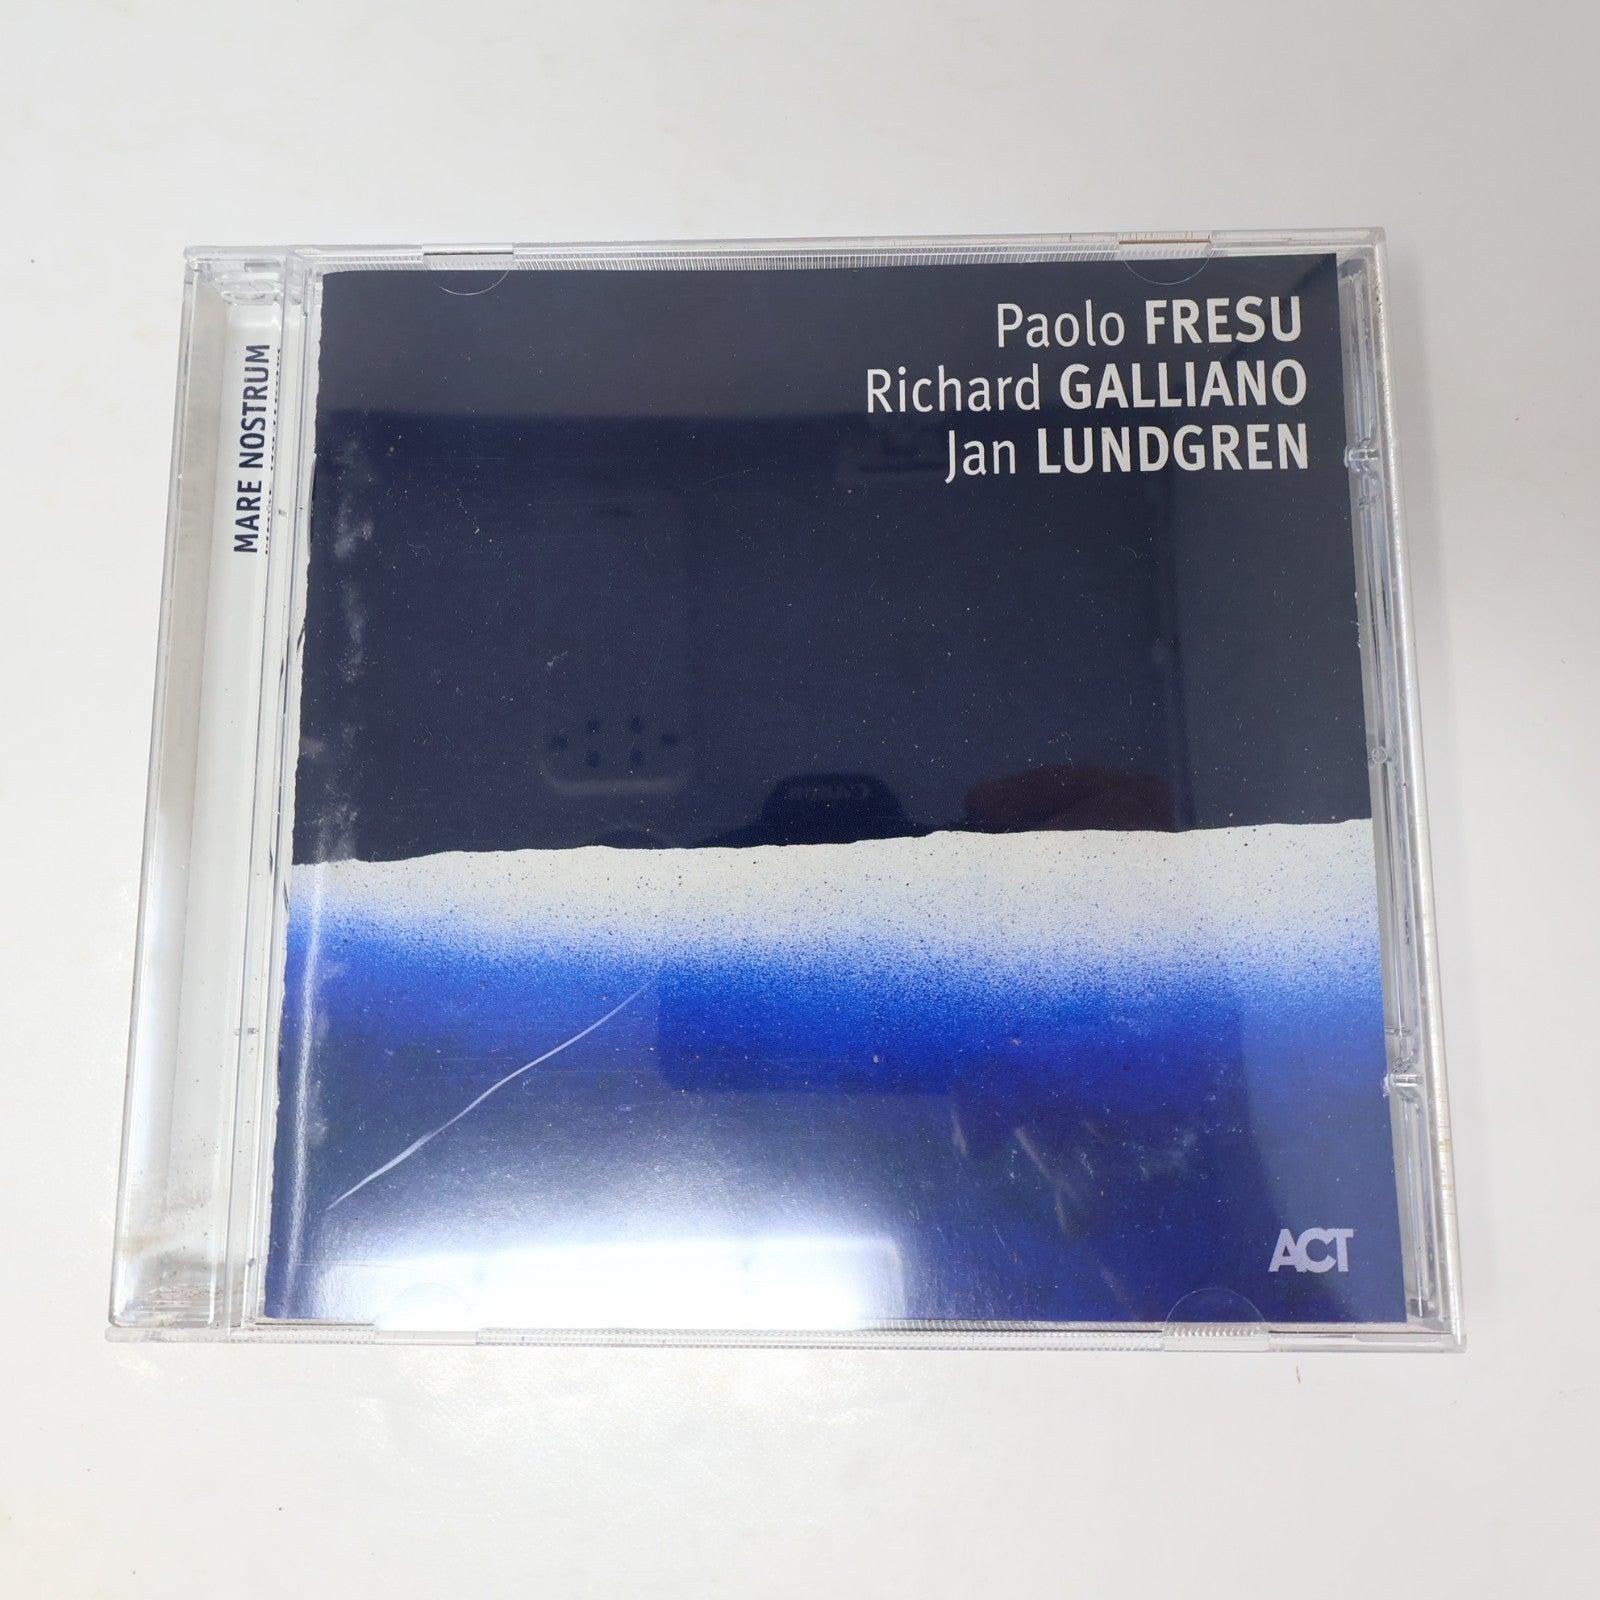 Paolo FRESU
Richard GALLIANO
Jan LUNDGREN
MARE NOSTRUM
ACT